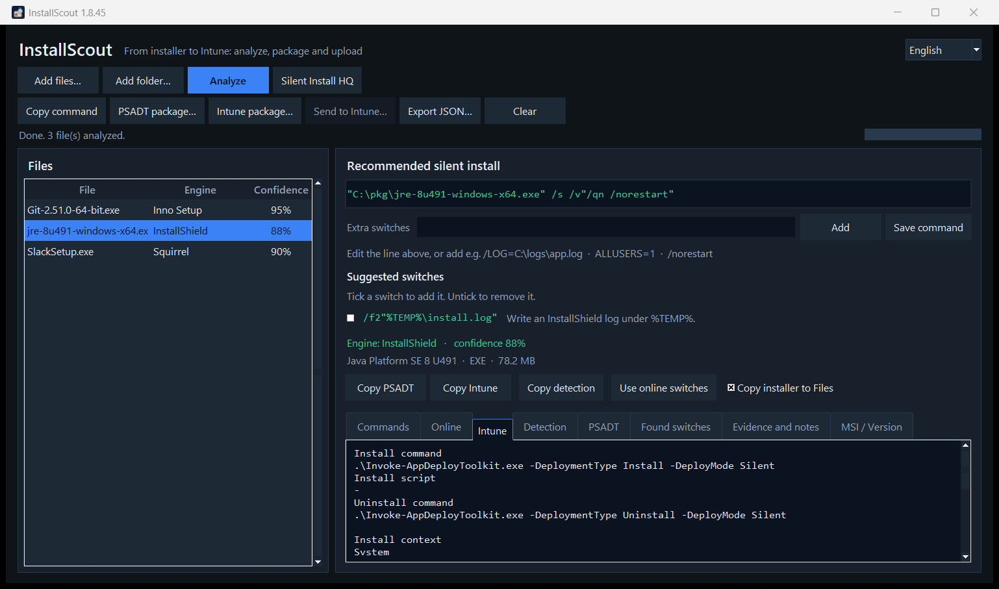 InstallScout 1.8.45
InstallScout From installer to Intune: analyze, package and upload English
Add files... Add folder... Analyze Silent Install HQ
Copy command PSADT package... Intune package... Send to Intune... Export JSON... Clear
Done. 3 file(s) analyzed.
Files
File Engine Confidence
Git-2.51.0-64-bit.exe Inno Setup 95%
jre-8u491-windows-x64.ex InstallShield 88%
SlackSetup.exe Squirrel 90%
Recommended silent install
"C:\pkg\jre-8u491-windows-x64.exe" /s /v"/qn /norestart"
Extra switches Add Save command
Edit the line above, or add e.g. /LOG=C:\logs\app.log · ALLUSERS=1 · /norestart
Suggested switches
Tick a switch to add it. Untick to remove it.
/f2"%TEMP%\install.log" Write an InstallShield log under %TEMP%.
Engine: InstallShield · confidence 88%
Java Platform SE 8 U491 · EXE · 78.2 MB
Copy PSADT Copy Intune Copy detection Use online switches Copy installer to Files
Commands Online Intune Detection PSADT Found switches Evidence and notes MSI / Version
Install command
.\Invoke-AppDeployToolkit.exe -DeploymentType Install -DeployMode Silent
Install script
-
Uninstall command
.\Invoke-AppDeployToolkit.exe -DeploymentType Uninstall -DeployMode Silent
Install context
System